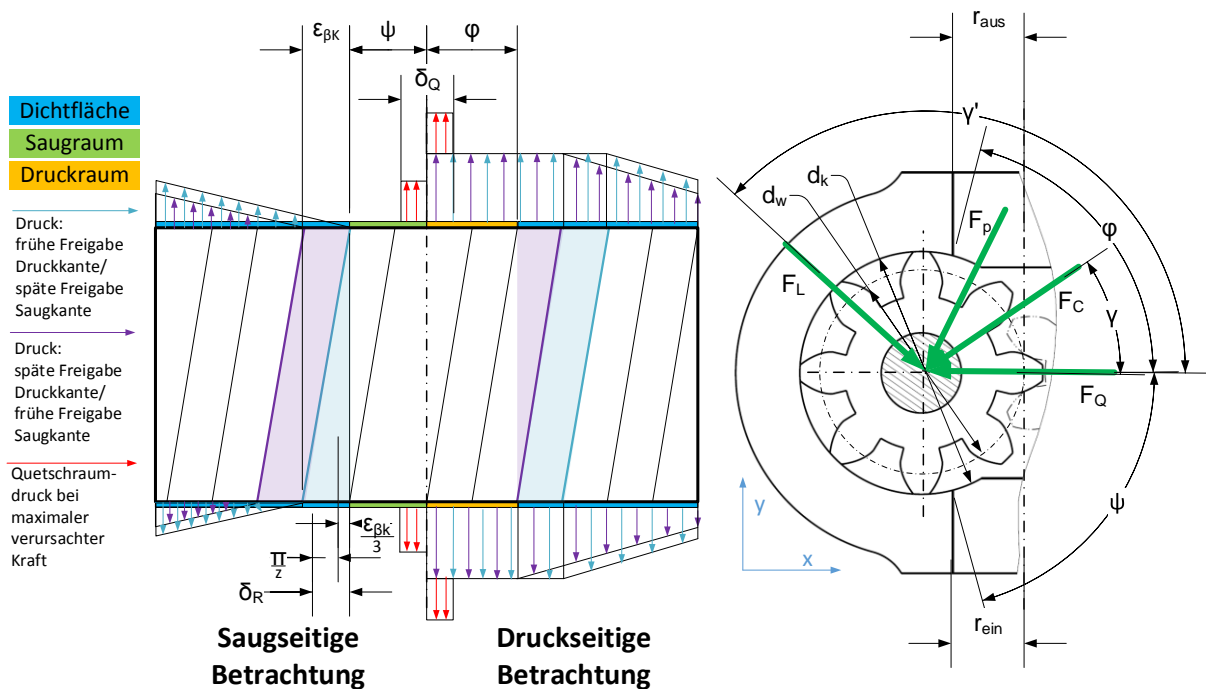 ε_βK
ψ
φ
δ_Q
Dichtfläche
Saugraum
Druckraum
Druck:
frühe Freigabe
Druckkante/
späte Freigabe
Saugkante
Druck:
späte Freigabe
Druckkante/
frühe Freigabe
Saugkante
Quetschraum-
druck bei
maximaler
verursachter
Kraft
ε_βk
3
π
z
δ_R
Saugseitige
Betrachtung
Druckseitige
Betrachtung
r_aus
γ'
d_k
d_w
F_p
φ
F_L
F_C
γ
F_Q
ψ
y
x
r_ein